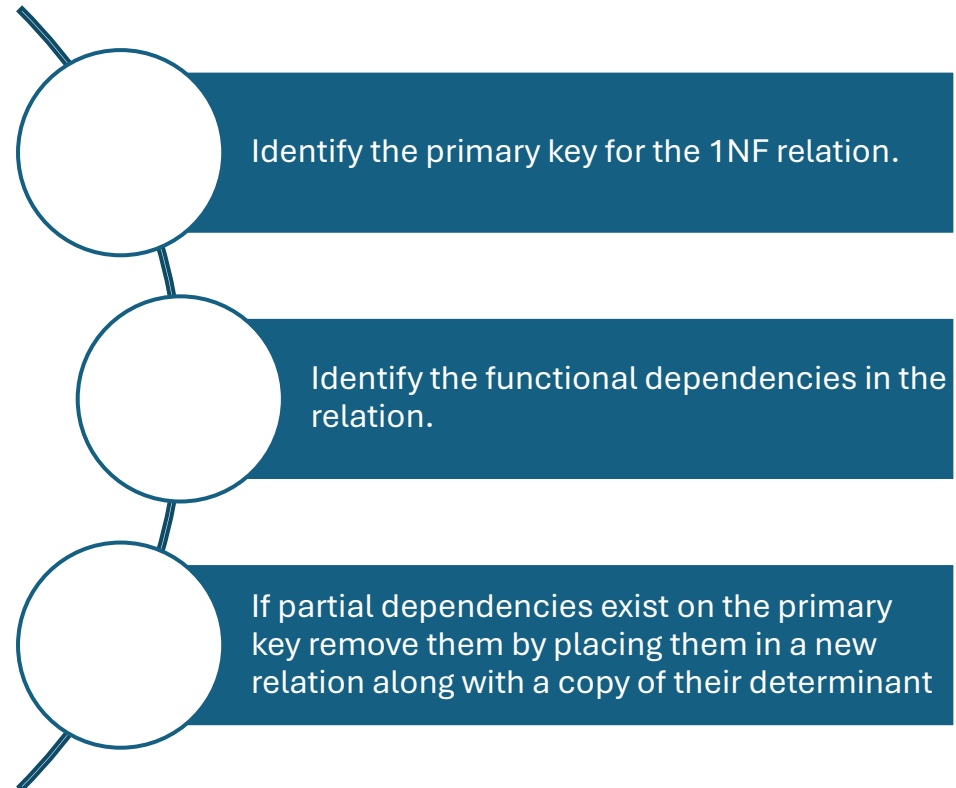 Identify the primary key for the 1NF relation.
Identify the functional dependencies in the
relation.
If partial dependencies exist on the primary
key remove them by placing them in a new
relation along with a copy of their determinant